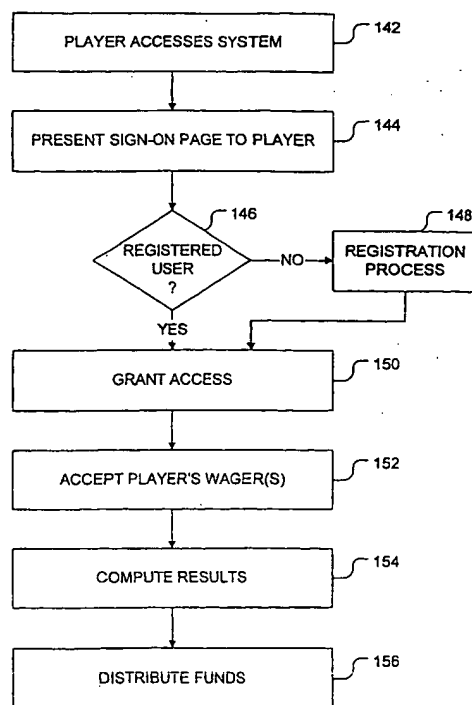 PLAYER ACCESSES SYSTEM
142
PRESENT SIGN-ON PAGE TO PLAYER
144
146
REGISTERED
USER
?
NO
148
REGISTRATION
PROCESS
YES
GRANT ACCESS
150
ACCEPT PLAYER'S WAGER(S)
152
COMPUTE RESULTS
154
DISTRIBUTE FUNDS
156